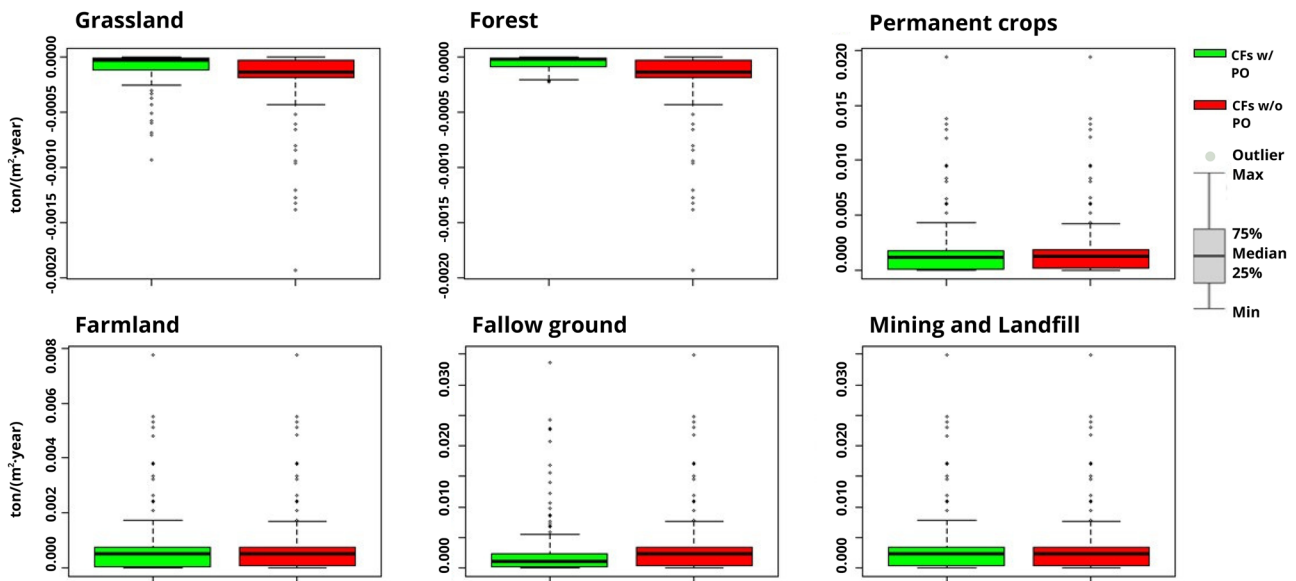 Grassland
Forest
Permanent crops
ton/(m²·year)
0.0000
-0.0005
-0.0010
-0.0015
-0.0020
0.0000
-0.0005
-0.0010
-0.0015
-0.0020
0.020
0.015
0.010
0.005
0.000
CFs w/
PO
CFs w/o
PO
Outlier
Max
75%
Median
25%
Min
Farmland
Fallow ground
Mining and Landfill
ton/(m²·year)
0.008
0.006
0.004
0.002
0.000
0.030
0.020
0.010
0.000
0.030
0.020
0.010
0.000